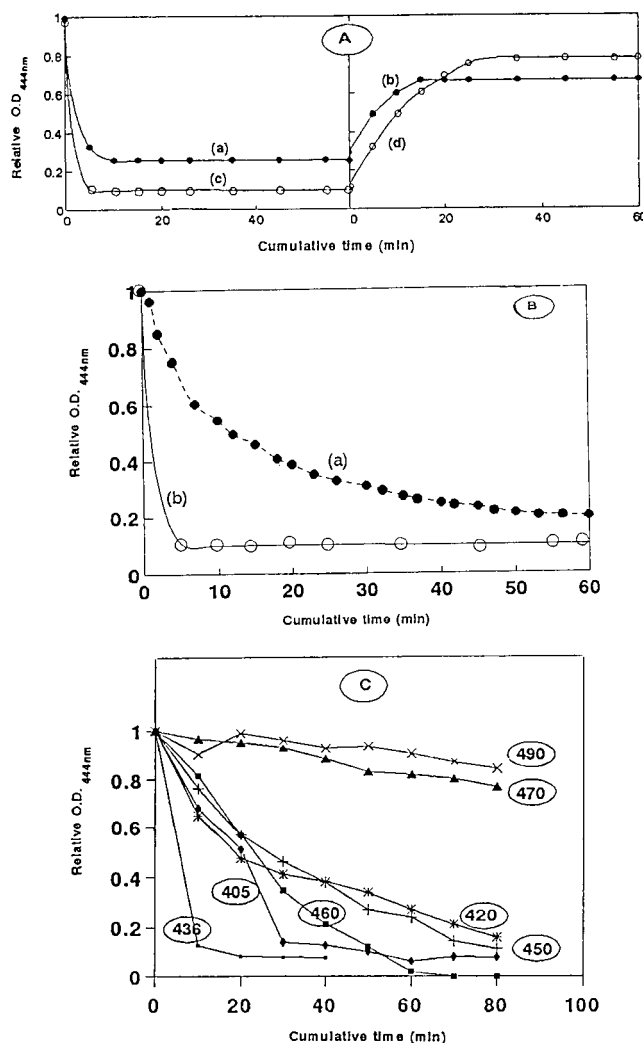 A
Relative O.D 444nm
1
0.8
0.6
0.4
0.2
0
(a)
(c)
(b)
(d)
0 20 40 0 20 40 60
Cumulative time (min)
B
Relative O.D. 444nm
1
0.8
0.6
0.4
0.2
0
(a)
(b)
0 10 20 30 40 50 60
Cumulative time (min)
C
Relative O.D. 444nm
1
0.8
0.6
0.4
0.2
0
490
470
405
460
436
420
450
0 20 40 60 80 100
Cumulative time (min)